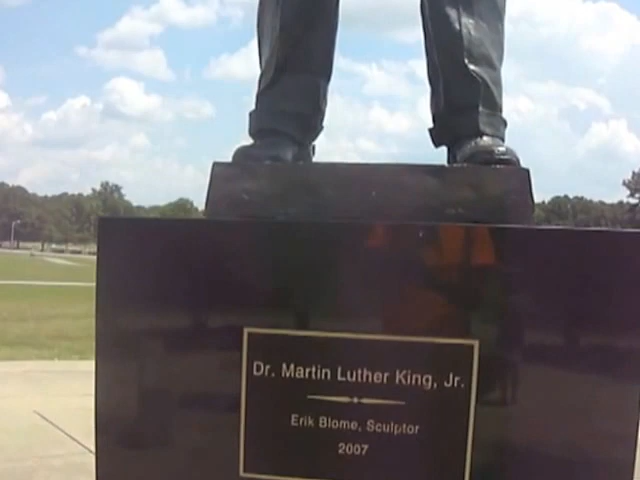 Dr. Martin Luther King, Jr.
Erik Blome, Sculptor
2007